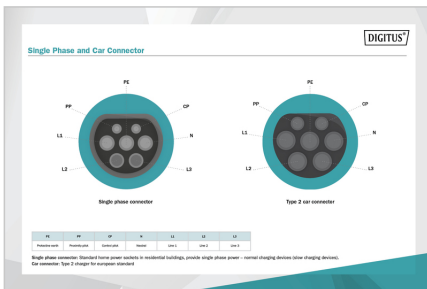 DIGITUS®
Single Phase and Car Connector
PE
PP
CP
L1
N
L2
L3
Single phase connector
PE
PP
CP
L1
N
L2
L3
Type 2 car connector
PE PP CP N L1 L2 L3
Protective earth Proximity pilot Control pilot Neutral Line 1 Line 2 Line 3
Single phase connector: Standard home power sockets in residential buildings, provide single phase power – normal charging devices (slow charging devices).
Car connector: Type 2 charger for european standard